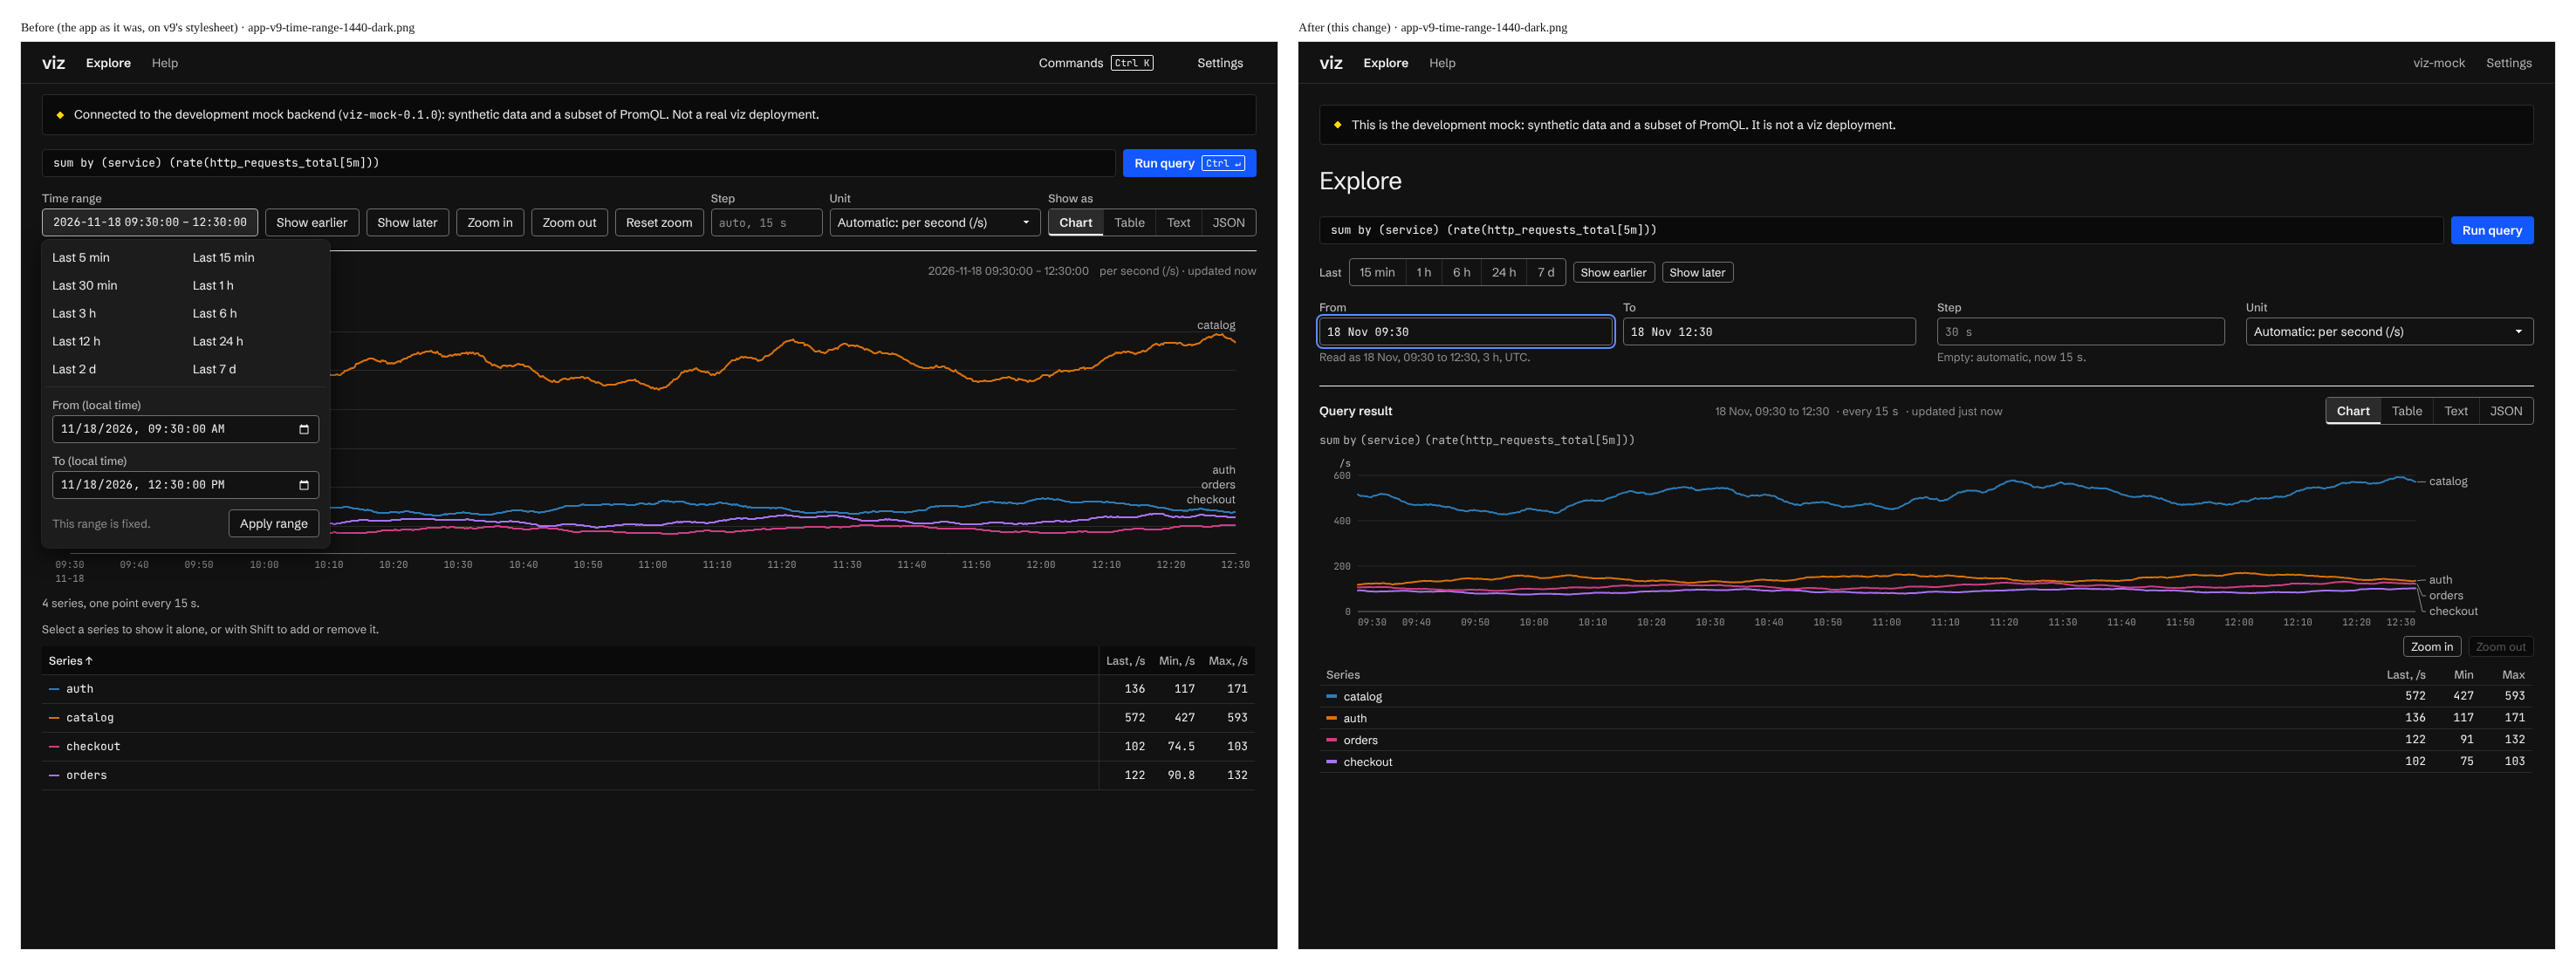 Before (the app as it was, on v9's stylesheet) · app-v9-time-range-1440-dark.png
viz Explore Help Commands Ctrl K Settings
Connected to the development mock backend (viz-mock-0.1.0): synthetic data and a subset of PromQL. Not a real viz deployment.
sum by (service) (rate(http_requests_total[5m])) Run query Ctrl ↵
Time range Step Unit Show as
2026-11-18 09:30:00 – 12:30:00 Show earlier Show later Zoom in Zoom out Reset zoom auto, 15 s Automatic: per second (/s) Chart Table Text JSON
Last 5 min Last 15 min
Last 30 min Last 1 h
Last 3 h Last 6 h
Last 12 h Last 24 h
Last 2 d Last 7 d
From (local time)
11/18/2026, 09:30:00 AM
To (local time)
11/18/2026, 12:30:00 PM
This range is fixed. Apply range
2026-11-18 09:30:00 – 12:30:00 per second (/s) · updated now
catalog
auth
orders
checkout
09:30 09:40 09:50 10:00 10:10 10:20 10:30 10:40 10:50 11:00 11:10 11:20 11:30 11:40 11:50 12:00 12:10 12:20 12:30
11-18
4 series, one point every 15 s.
Select a series to show it alone, or with Shift to add or remove it.
Series ↑ Last, /s Min, /s Max, /s
auth 136 117 171
catalog 572 427 593
checkout 102 74.5 103
orders 122 90.8 132
After (this change) · app-v9-time-range-1440-dark.png
viz Explore Help viz-mock Settings
This is the development mock: synthetic data and a subset of PromQL. It is not a viz deployment.
Explore
sum by (service) (rate(http_requests_total[5m])) Run query
Last 15 min 1 h 6 h 24 h 7 d Show earlier Show later
From To Step Unit
18 Nov 09:30 18 Nov 12:30 30 s Automatic: per second (/s)
Read as 18 Nov, 09:30 to 12:30, 3 h, UTC. Empty: automatic, now 15 s.
Query result 18 Nov, 09:30 to 12:30 · every 15 s · updated just now Chart Table Text JSON
sum by (service) (rate(http_requests_total[5m]))
/s
600
400
200
0
catalog
auth
orders
checkout
09:30 09:40 09:50 10:00 10:10 10:20 10:30 10:40 10:50 11:00 11:10 11:20 11:30 11:40 11:50 12:00 12:10 12:20 12:30
Zoom in Zoom out
Series Last, /s Min Max
catalog 572 427 593
auth 136 117 171
orders 122 91 132
checkout 102 75 103